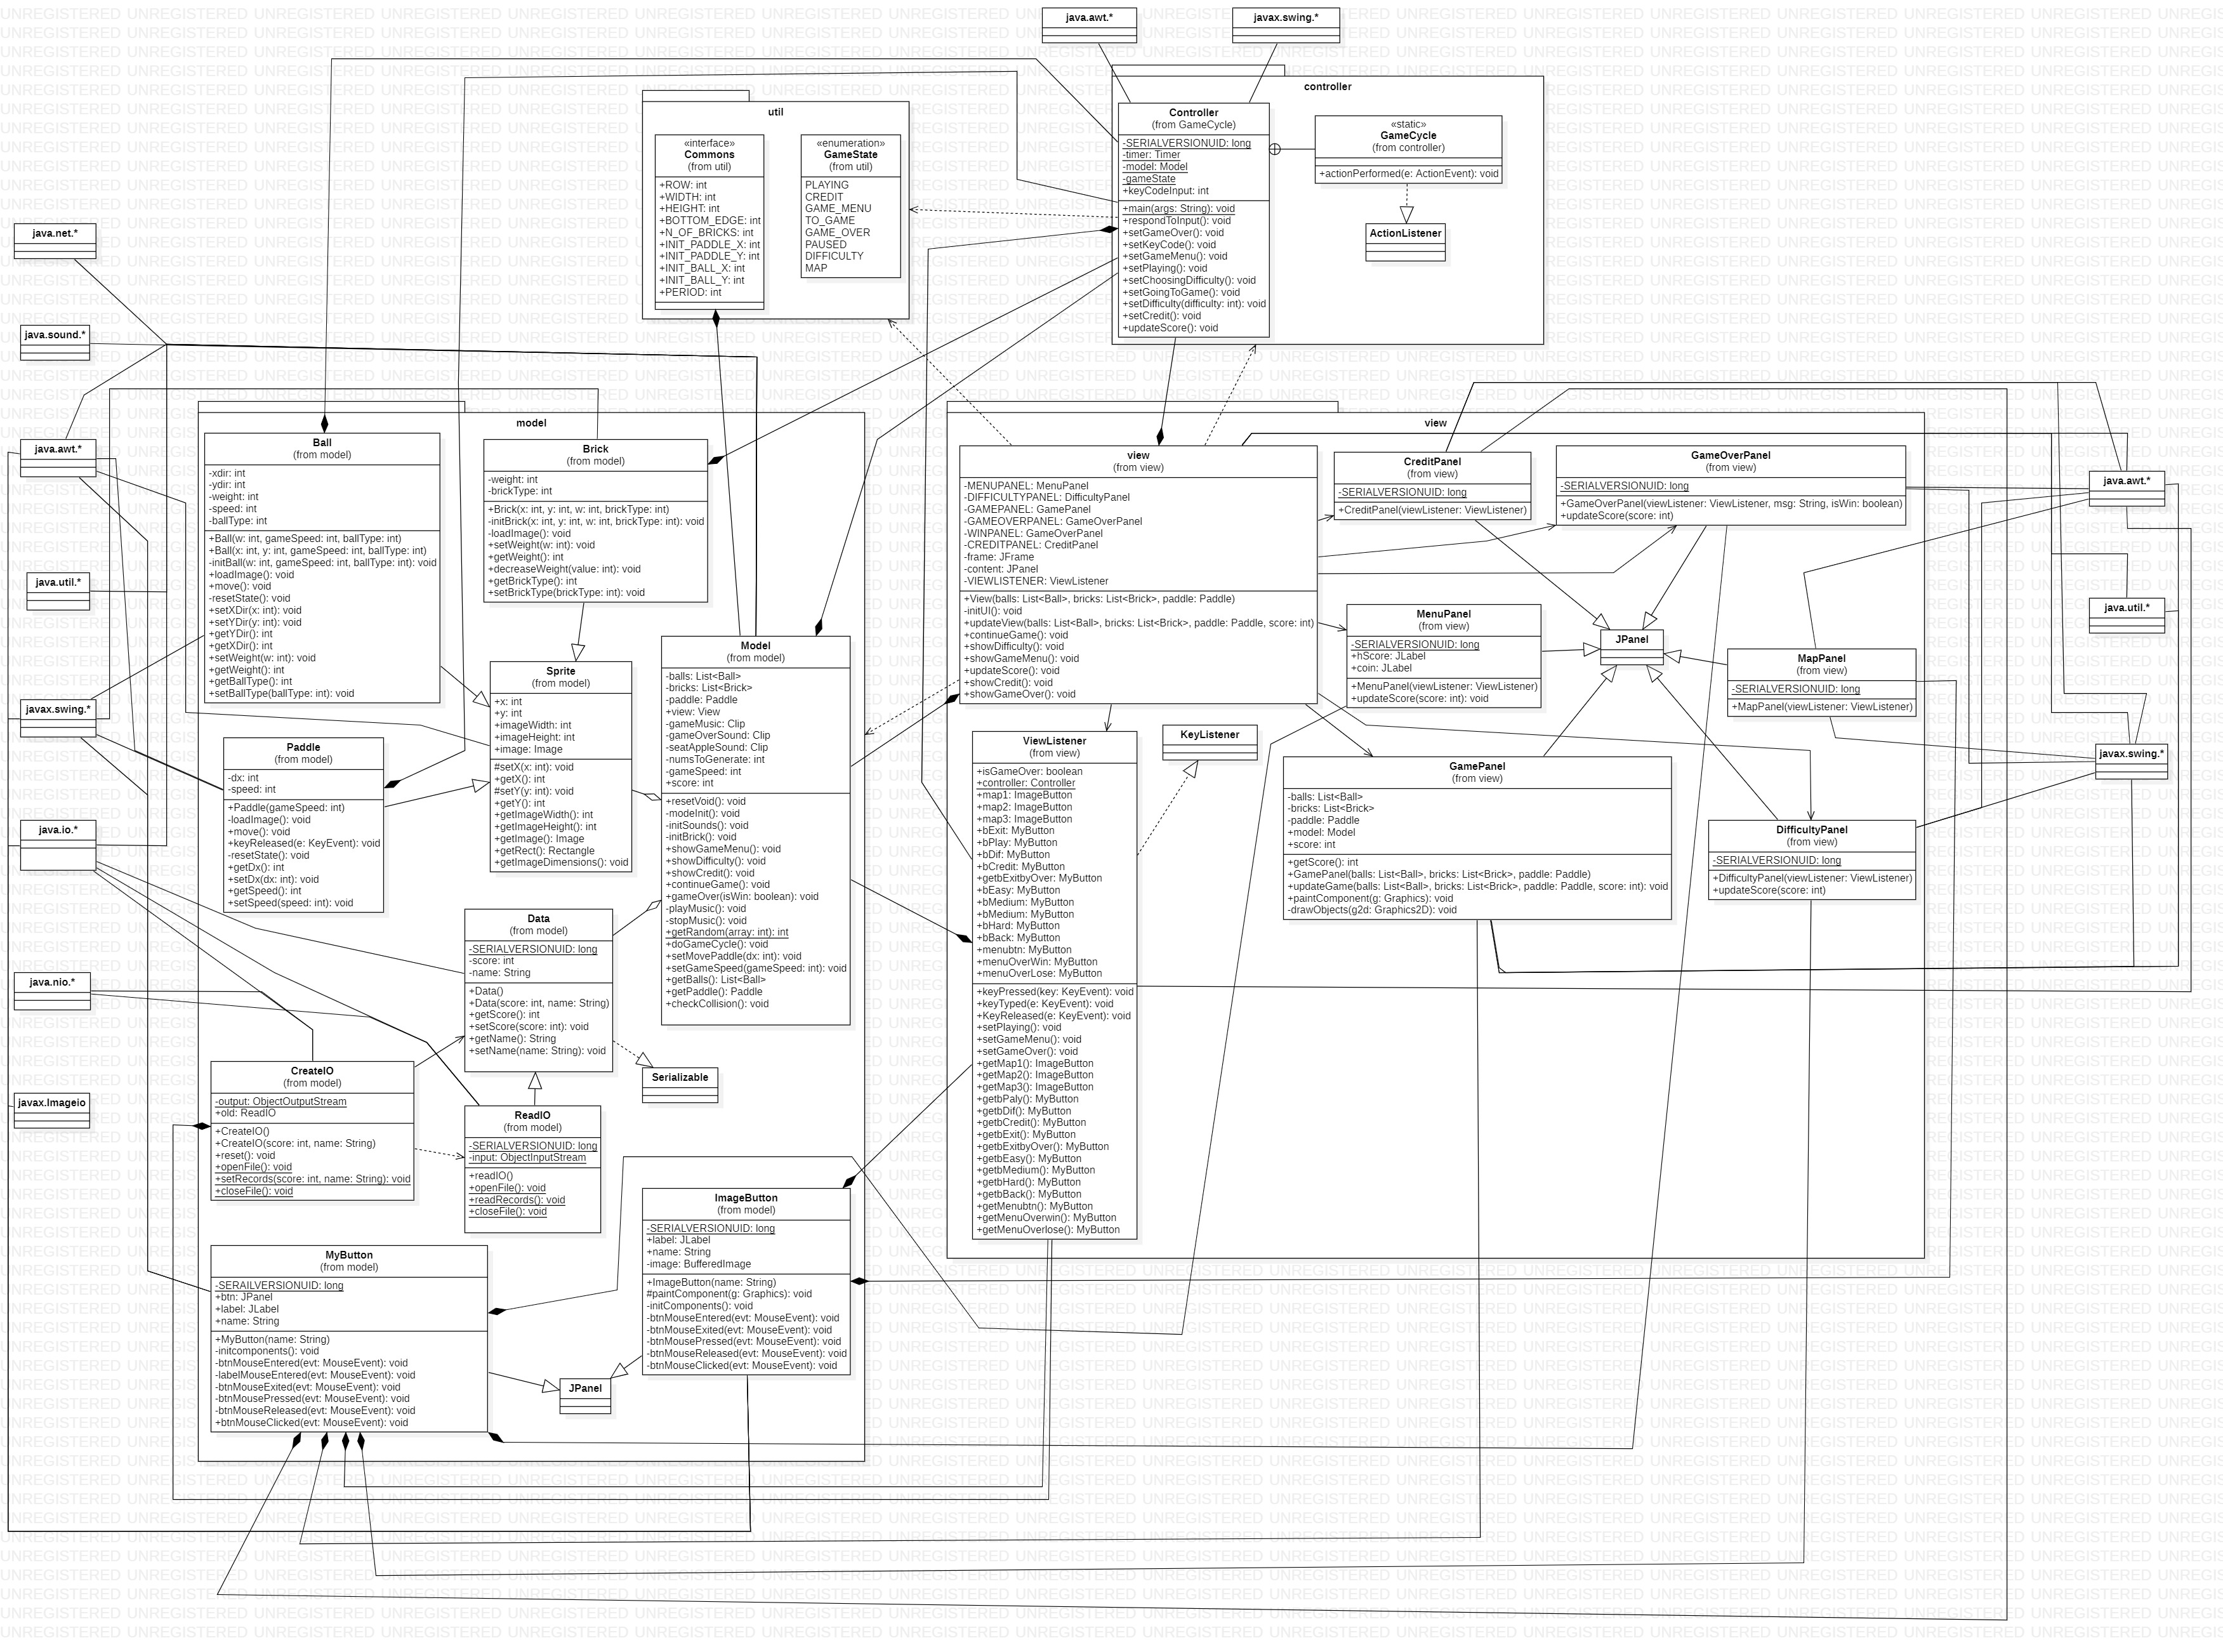 java.awt.*
javax.swing.*
controller
Controller
(from GameCycle)
-SERIALVERSIONUID: long
-timer: Timer
-model: Model
-gameState
+keyCodeInput: int
+main(args: String): void
+respondToInput(): void
+setGameOver(): void
+setKeyCode(): void
+setGameMenu(): void
+setPlaying(): void
+setChoosingDifficulty(): void
+setGoingToGame(): void
+setDifficulty(difficulty: int): void
+setCredit(): void
+updateScore(): void
«static»
GameCycle
(from controller)
+actionPerformed(e: ActionEvent): void
ActionListener
util
«interface»
Commons
(from util)
+ROW: int
+WIDTH: int
+HEIGHT: int
+BOTTOM_EDGE: int
+N_OF_BRICKS: int
+INIT_PADDLE_X: int
+INIT_PADDLE_Y: int
+INIT_BALL_X: int
+INIT_BALL_Y: int
+PERIOD: int
«enumeration»
GameState
(from util)
PLAYING
CREDIT
GAME_MENU
TO_GAME
GAME_OVER
PAUSED
DIFFICULTY
MAP
java.net.*
java.sound.*
java.awt.*
java.util.*
javax.swing.*
java.io.*
java.nio.*
javax.Imageio
model
Ball
(from model)
-xdir: int
-ydir: int
-weight: int
-speed: int
-ballType: int
+Ball(w: int, gameSpeed: int, ballType: int)
+Ball(x: int, y: int, gameSpeed: int, ballType: int)
-initBall(w: int, gameSpeed: int, ballType: int): void
+loadImage(): void
+move(): void
-resetState(): void
+setXDir(x: int): void
+setYDir(y: int): void
+getYDir(): int
+getXDir(): int
+setWeight(w: int): void
+getWeight(): int
+getBallType(): int
+setBallType(ballType: int): void
Brick
(from model)
-weight: int
-brickType: int
+Brick(x: int, y: int, w: int, brickType: int)
-initBrick(x: int, y: int, w: int, brickType: int): void
-loadImage(): void
+setWeight(w: int): void
+getWeight(): int
+decreaseWeight(value: int): void
+getBrickType(): int
+setBrickType(brickType: int): void
Sprite
(from model)
+x: int
+y: int
+imageWidth: int
+imageHeight: int
+image: Image
#setX(x: int): void
+getX(): int
#setY(y: int): void
+getY(): int
+getImageWidth(): int
+getImageHeight(): int
+getImage(): Image
+getRect(): Rectangle
+getImageDimensions(): void
Paddle
(from model)
-dx: int
-speed: int
+Paddle(gameSpeed: int)
-loadImage(): void
+move(): void
+keyReleased(e: KeyEvent): void
-resetState(): void
+getDx(): int
+setDx(dx: int): void
+getSpeed(): int
+setSpeed(speed: int): void
Model
(from model)
-balls: List<Ball>
-bricks: List<Brick>
-paddle: Paddle
+view: View
-gameMusic: Clip
-gameOverSound: Clip
-seatAppleSound: Clip
-numsToGenerate: int
-gameSpeed: int
+score: int
+resetVoid(): void
-modeInit(): void
-initSounds(): void
-initBrick(): void
+showGameMenu(): void
+showDifficulty(): void
+showCredit(): void
+continueGame(): void
+gameOver(isWin: boolean): void
-playMusic(): void
-stopMusic(): void
+getRandom(array: int): int
+doGameCycle(): void
+setMovePaddle(dx: int): void
+setGameSpeed(gameSpeed: int): void
+getBalls(): List<Ball>
+getPaddle(): Paddle
+checkCollision(): void
Data
(from model)
-SERIALVERSIONUID: long
-score: int
-name: String
+Data()
+Data(score: int, name: String)
+getScore(): int
+setScore(score: int): void
+getName(): String
+setName(name: String): void
Serializable
CreateIO
(from model)
-output: ObjectOutputStream
+old: ReadIO
+CreateIO()
+CreateIO(score: int, name: String)
+reset(): void
+openFile(): void
+setRecords(score: int, name: String): void
+closeFile(): void
ReadIO
(from model)
-SERIALVERSIONUID: long
-input: ObjectInputStream
+readIO()
+openFile(): void
+readRecords(): void
+closeFile(): void
MyButton
(from model)
-SERAILVERSIONUID: long
+btn: JPanel
+label: JLabel
+name: String
+MyButton(name: String)
-initcomponents(): void
-btnMouseEntered(evt: MouseEvent): void
-labelMouseEntered(evt: MouseEvent): void
-btnMouseExited(evt: MouseEvent): void
-btnMousePressed(evt: MouseEvent): void
-btnMouseReleased(evt: MouseEvent): void
+btnMouseClicked(evt: MouseEvent): void
ImageButton
(from model)
-SERIALVERSIONUID: long
+label: JLabel
+name: String
-image: BufferedImage
+ImageButton(name: String)
#paintComponent(g: Graphics): void
-initComponents(): void
-btnMouseEntered(evt: MouseEvent): void
-btnMouseExited(evt: MouseEvent): void
-btnMousePressed(evt: MouseEvent): void
-btnMouseReleased(evt: MouseEvent): void
-btnMouseClicked(evt: MouseEvent): void
JPanel
view
view
(from view)
-MENUPANEL: MenuPanel
-DIFFICULTYPANEL: DifficultyPanel
-GAMEPANEL: GamePanel
-GAMEOVERPANEL: GameOverPanel
-WINPANEL: GameOverPanel
-CREDITPANEL: CreditPanel
-frame: JFrame
-content: JPanel
-VIEWLISTENER: ViewListener
+View(balls: List<Ball>, bricks: List<Brick>, paddle: Paddle)
-initUI(): void
+updateView(balls: List<Ball>, bricks: List<Brick>, paddle: Paddle, score: int)
+continueGame(): void
+showDifficulty(): void
+showGameMenu(): void
+updateScore(): void
+showCredit(): void
+showGameOver(): void
CreditPanel
(from view)
-SERIALVERSIONUID: long
+CreditPanel(viewListener: ViewListener)
GameOverPanel
(from view)
-SERIALVERSIONUID: long
+GameOverPanel(viewListener: ViewListener, msg: String, isWin: boolean)
+updateScore(score: int)
MenuPanel
(from view)
-SERIALVERSIONUID: long
+hScore: JLabel
+coin: JLabel
+MenuPanel(viewListener: ViewListener)
+updateScore(score: int): void
JPanel
MapPanel
(from view)
-SERIALVERSIONUID: long
+MapPanel(viewListener: ViewListener)
ViewListener
(from view)
+isGameOver: boolean
+controller: Controller
+map1: ImageButton
+map2: ImageButton
+map3: ImageButton
+bExit: MyButton
+bPlay: MyButton
+bDif: MyButton
+bCredit: MyButton
+getbExitbyOver: MyButton
+bEasy: MyButton
+bMedium: MyButton
+bMedium: MyButton
+bHard: MyButton
+bBack: MyButton
+menubtn: MyButton
+menuOverWin: MyButton
+menuOverLose: MyButton
+keyPressed(key: KeyEvent): void
+keyTyped(e: KeyEvent): void
+KeyReleased(e: KeyEvent): void
+setPlaying(): void
+setGameMenu(): void
+setGameOver(): void
+getMap1(): ImageButton
+getMap2(): ImageButton
+getMap3(): ImageButton
+getbPaly(): MyButton
+getbDif(): MyButton
+getbCredit(): MyButton
+getbExit(): MyButton
+getbExitbyOver(): MyButton
+getbEasy(): MyButton
+getbMedium(): MyButton
+getbHard(): MyButton
+getbBack(): MyButton
+getMenubtn(): MyButton
+getMenuOverwin(): MyButton
+getMenuOverlose(): MyButton
KeyListener
GamePanel
(from view)
-balls: List<Ball>
-bricks: List<Brick>
-paddle: Paddle
+model: Model
+score: int
+getScore(): int
+GamePanel(balls: List<Ball>, bricks: List<Brick>, paddle: Paddle)
+updateGame(balls: List<Ball>, bricks: List<Brick>, paddle: Paddle, score: int): void
+paintComponent(g: Graphics): void
-drawObjects(g2d: Graphics2D): void
DifficultyPanel
(from view)
-SERIALVERSIONUID: long
+DifficultyPanel(viewListener: ViewListener)
+updateScore(score: int)
java.awt.*
java.util.*
javax.swing.*